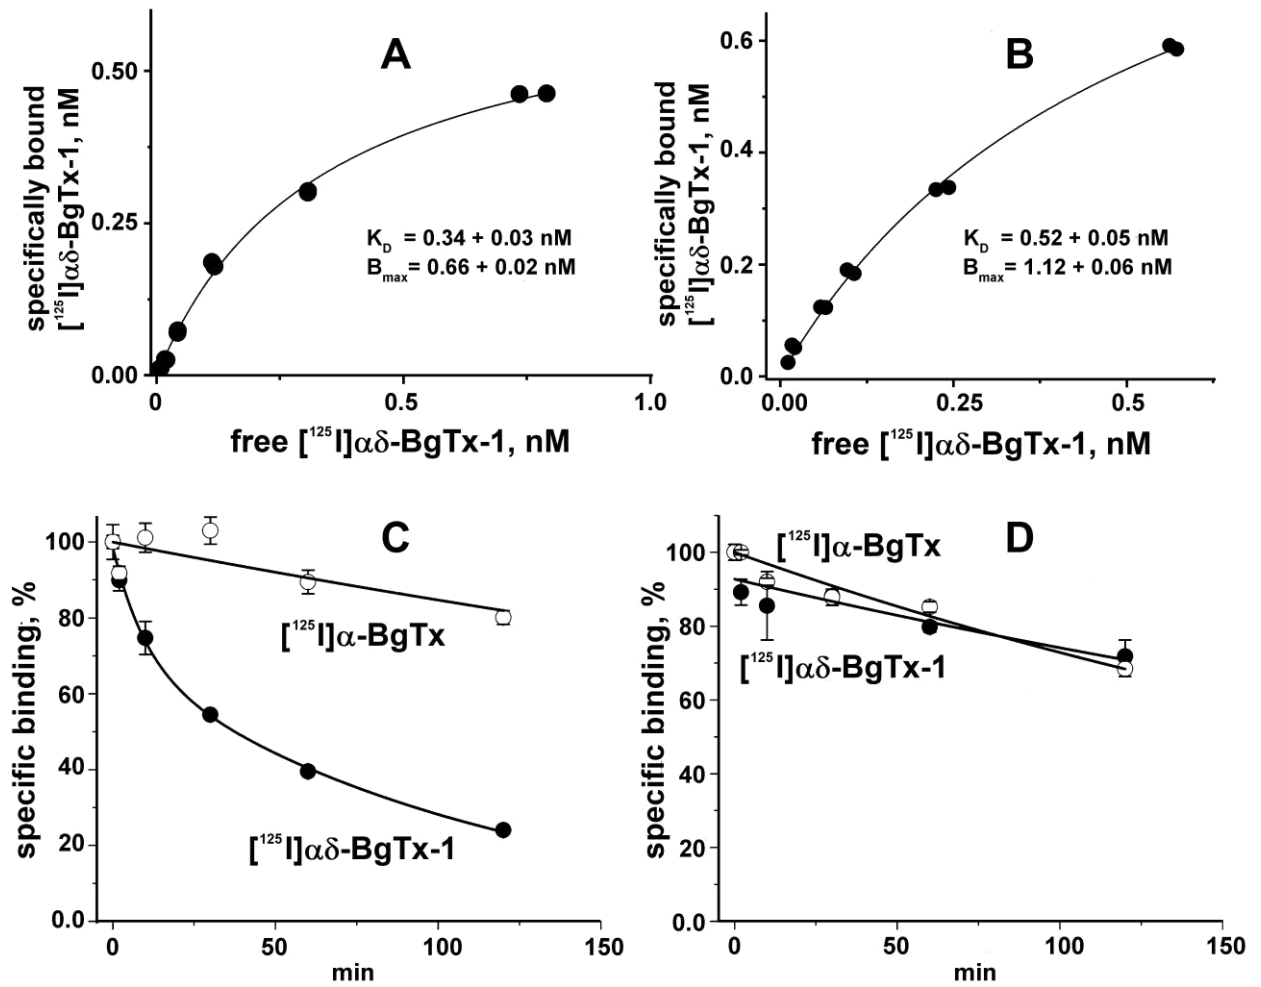 A
specifically bound
[¹²⁵I]αδ-BgTx-1, nM
0.50
0.25
0.00
K_D = 0.34 + 0.03 nM
B_max = 0.66 + 0.02 nM
0
0.5
1.0
free [¹²⁵I]αδ-BgTx-1, nM
B
specifically bound
[¹²⁵I]αδ-BgTx-1, nM
0.6
0.4
0.2
0.0
K_D = 0.52 + 0.05 nM
B_max = 1.12 + 0.06 nM
0.00
0.25
0.5
free [¹²⁵I]αδ-BgTx-1, nM
C
specific binding, %
100
80
60
40
20
0.0
[¹²⁵I]α-BgTx
[¹²⁵I]αδ-BgTx-1
0
50
100
150
min
D
specific binding, %
100
80
60
40
20
0.0
[¹²⁵I]α-BgTx
[¹²⁵I]αδ-BgTx-1
0
50
100
150
min